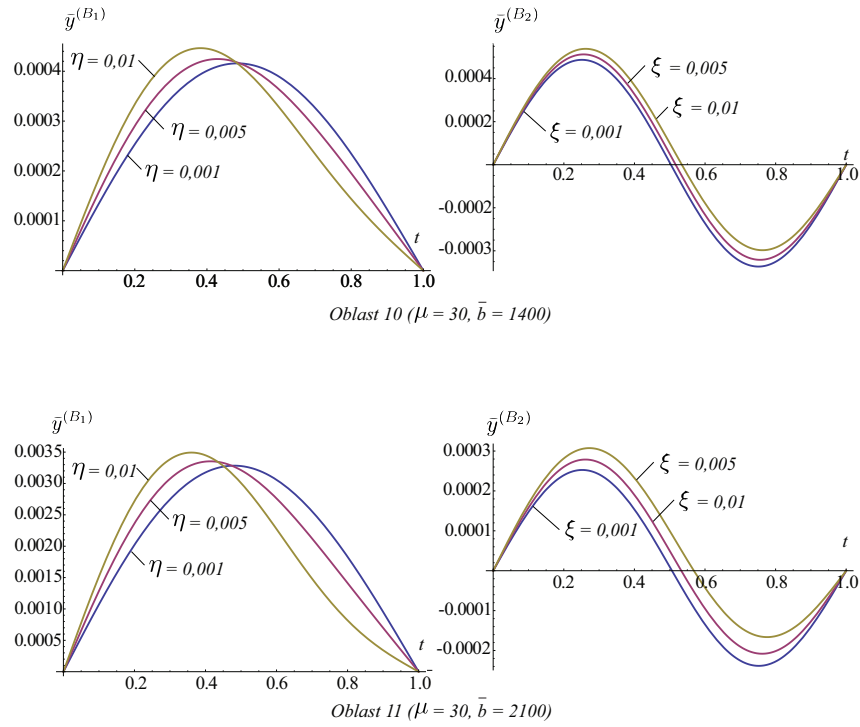 ȳ(B₁)
η = 0,01
η = 0,005
η = 0,001
t
0.0004
0.0003
0.0002
0.0001
0.2 0.4 0.6 0.8 1.0
ȳ(B₂)
ξ = 0,005
ξ = 0,01
ξ = 0,001
t
0.0004
0.0002
-0.0002
-0.0003
0.2 0.4 0.6 0.8 1.0
Oblast 10 (μ = 30, b̄ = 1400)
ȳ(B₁)
η = 0,01
η = 0,005
η = 0,001
t
0.0035
0.0030
0.0025
0.0020
0.0015
0.0010
0.0005
0.2 0.4 0.6 0.8 1.0
ȳ(B₂)
ξ = 0,005
ξ = 0,01
ξ = 0,001
t
0.0003
0.0002
0.0001
-0.0001
-0.0002
0.2 0.4 0.6 0.8 1.0
Oblast 11 (μ = 30, b̄ = 2100)